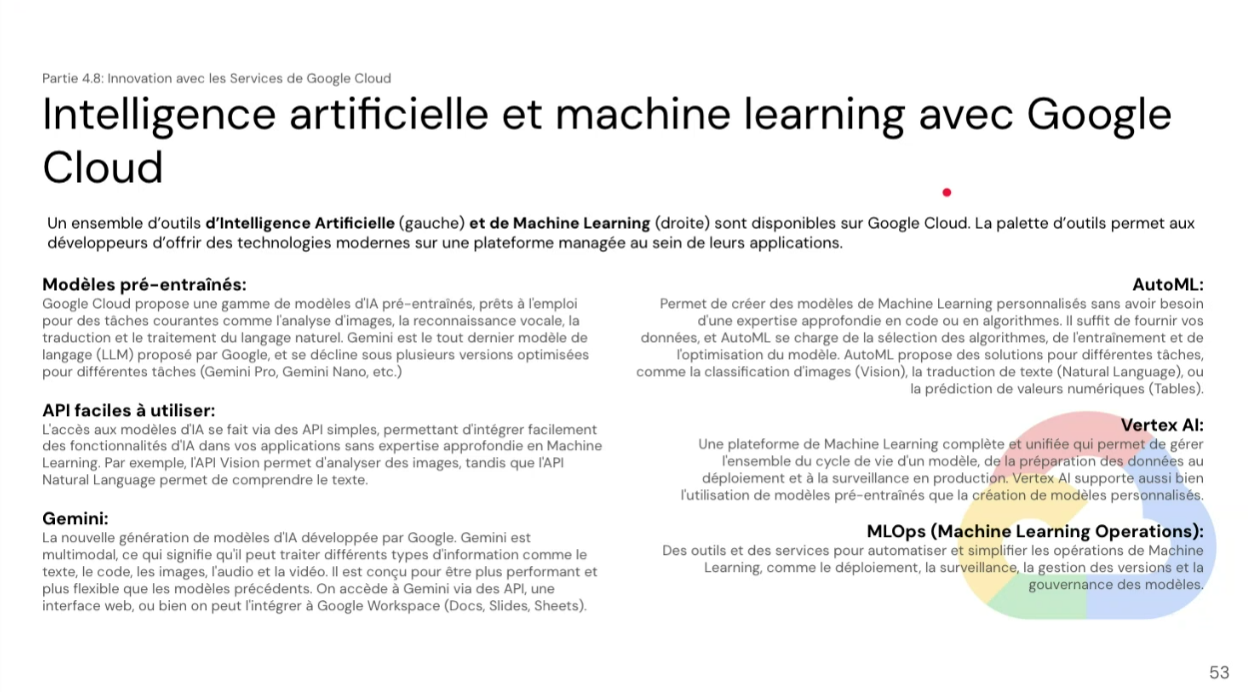 Partie 4.8: Innovation avec les Services de Google Cloud
Intelligence artificielle et machine learning avec Google
Cloud
Un ensemble d’outils d’Intelligence Artificielle (gauche) et de Machine Learning (droite) sont disponibles sur Google Cloud. La palette d’outils permet aux
développeurs d’offrir des technologies modernes sur une plateforme managée au sein de leurs applications.
Modèles pré-entraînés:
Google Cloud propose une gamme de modèles d'IA pré-entraînés, prêts à l'emploi
pour des tâches courantes comme l'analyse d'images, la reconnaissance vocale, la
traduction et le traitement du langage naturel. Gemini est le tout dernier modèle de
langage (LLM) proposé par Google, et se décline sous plusieurs versions optimisées
pour différentes tâches (Gemini Pro, Gemini Nano, etc.)
API faciles à utiliser:
L'accès aux modèles d'IA se fait via des API simples, permettant d'intégrer facilement
des fonctionnalités d'IA dans vos applications sans expertise approfondie en Machine
Learning. Par exemple, l'API Vision permet d'analyser des images, tandis que l'API
Natural Language permet de comprendre le texte.
Gemini:
La nouvelle génération de modèles d'IA développée par Google. Gemini est
multimodal, ce qui signifie qu'il peut traiter différents types d'information comme le
texte, le code, les images, l'audio et la vidéo. Il est conçu pour être plus performant et
plus flexible que les modèles précédents. On accède à Gemini via des API, une
interface web, ou bien on peut l'intégrer à Google Workspace (Docs, Slides, Sheets).
AutoML:
Permet de créer des modèles de Machine Learning personnalisés sans avoir besoin
d'une expertise approfondie en code ou en algorithmes. Il suffit de fournir vos
données, et AutoML se charge de la sélection des algorithmes, de l'entraînement et de
l'optimisation du modèle. AutoML propose des solutions pour différentes tâches,
comme la classification d'images (Vision), la traduction de texte (Natural Language), ou
la prédiction de valeurs numériques (Tables).
Vertex AI:
Une plateforme de Machine Learning complète et unifiée qui permet de gérer
l'ensemble du cycle de vie d'un modèle, de la préparation des données au
déploiement et à la surveillance en production. Vertex AI supporte aussi bien
l'utilisation de modèles pré-entraînés que la création de modèles personnalisés.
MLOps (Machine Learning Operations):
Des outils et des services pour automatiser et simplifier les opérations de Machine
Learning, comme le déploiement, la surveillance, la gestion des versions et la
gouvernance des modèles.
53